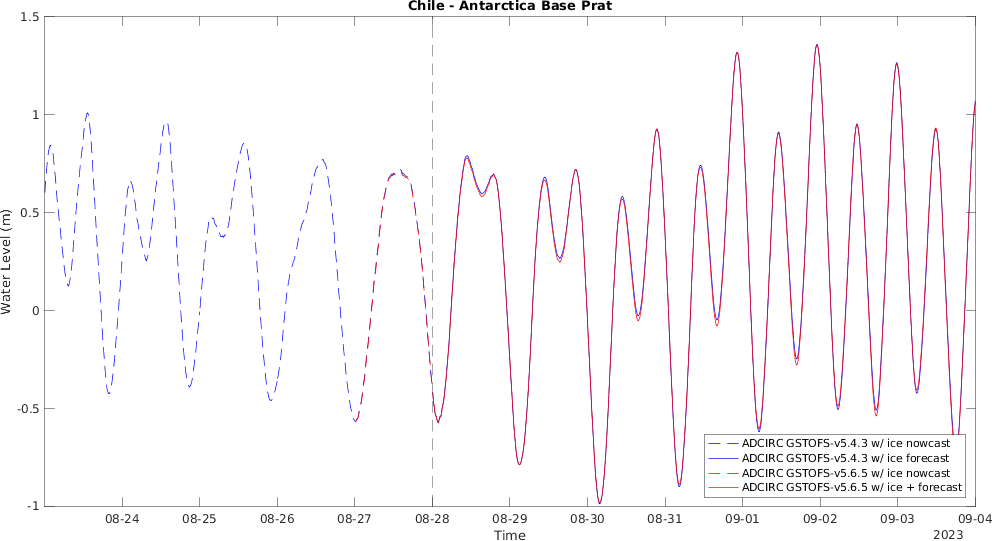 Chile - Antarctica Base Prat
1.5
1
0.5
0
-0.5
-1
Water Level (m)
08-24 08-25 08-26 08-27 08-28 08-29 08-30 08-31 09-01 09-02 09-03 09-04
Time
2023
ADCIRC GSTOFS-v5.4.3 w/ ice nowcast
ADCIRC GSTOFS-v5.4.3 w/ ice forecast
ADCIRC GSTOFS-v5.6.5 w/ ice nowcast
ADCIRC GSTOFS-v5.6.5 w/ ice + forecast